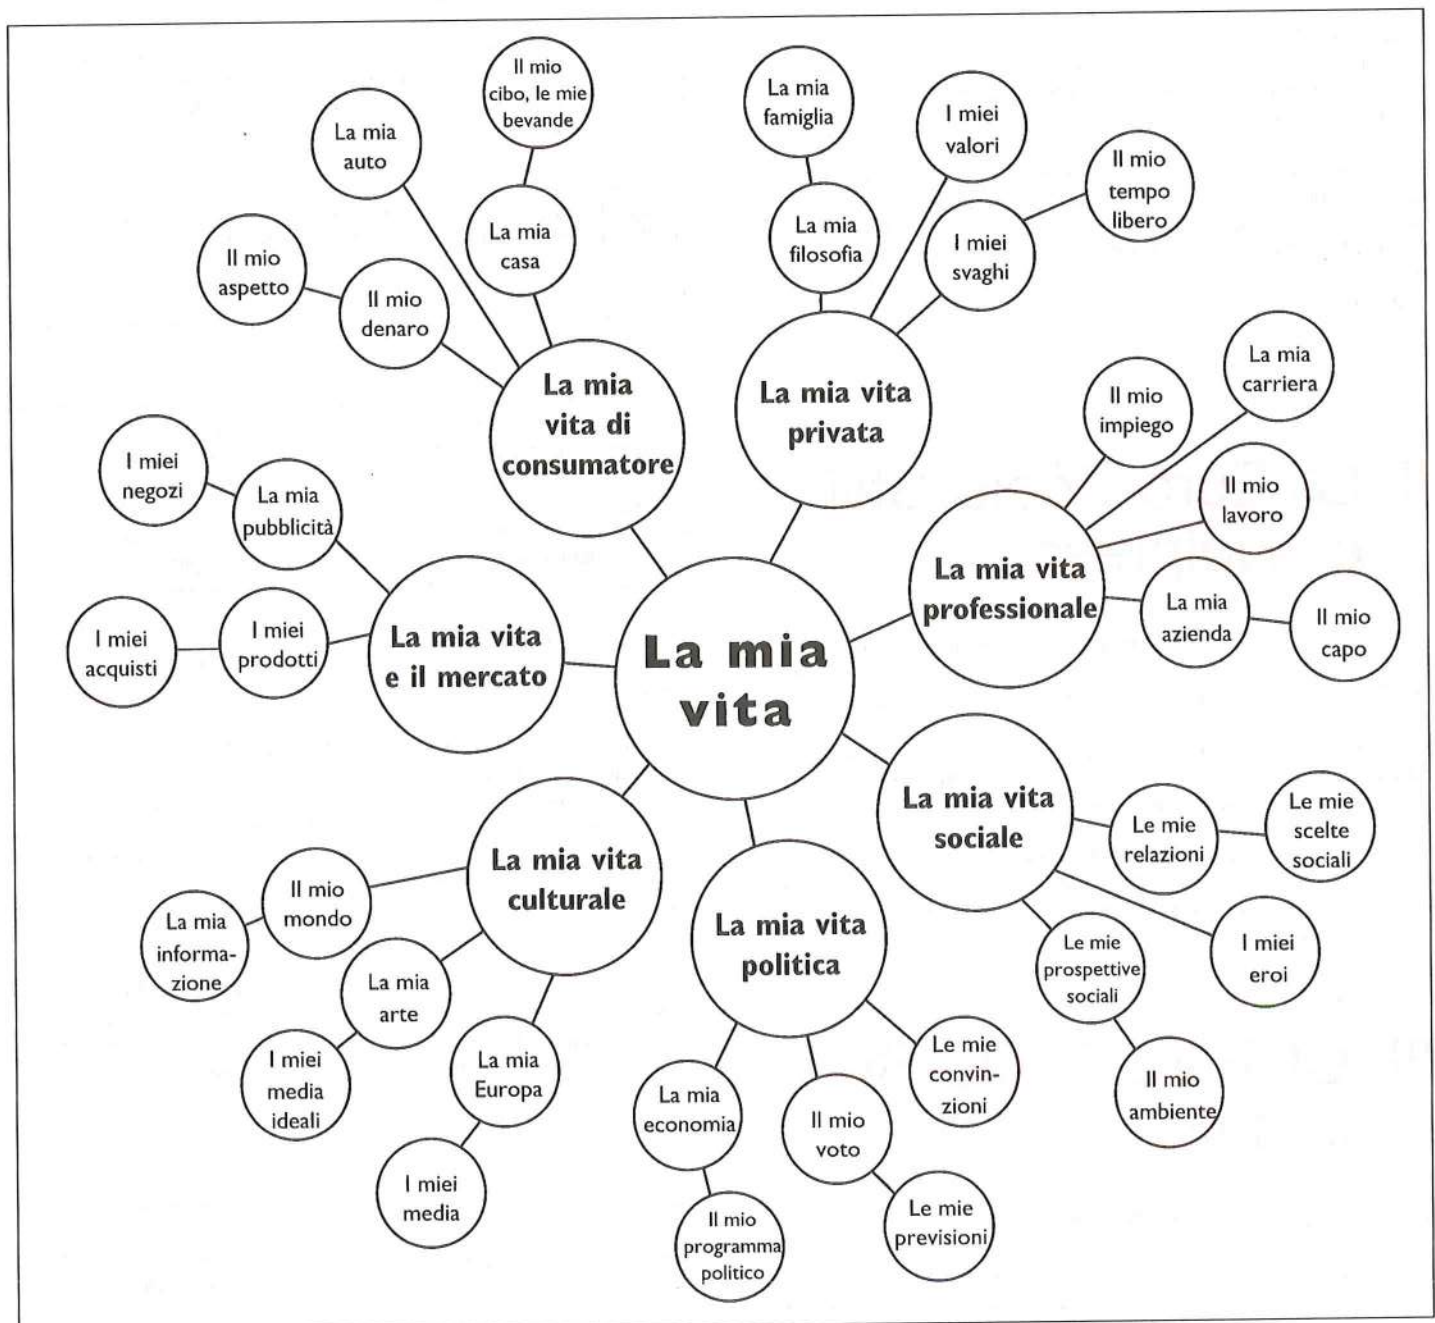 Il mio
cibo, le mie
bevande
La mia
auto
La mia
casa
Il mio
aspetto
Il mio
denaro
La mia
vita di
consumatore
La mia
famiglia
I miei
valori
Il mio
tempo
libero
La mia
filosofia
I miei
svaghi
La mia vita
privata
La mia
carriera
Il mio
impiego
Il mio
lavoro
La mia vita
professionale
La mia
azienda
Il mio
capo
I miei
negozi
La mia
pubblicità
I miei
acquisti
I miei
prodotti
La mia vita
e il mercato
La mia
vita
La mia vita
sociale
Le mie
relazioni
Le mie
scelte
sociali
I miei
eroi
Le mie
prospettive
sociali
Il mio
ambiente
La mia vita
culturale
Il mio
mondo
La mia
informa-
zione
La mia
arte
I miei
media
ideali
La mia
Europa
I miei
media
La mia vita
politica
Le mie
convin-
zioni
La mia
economia
Il mio
voto
Il mio
programma
politico
Le mie
previsioni